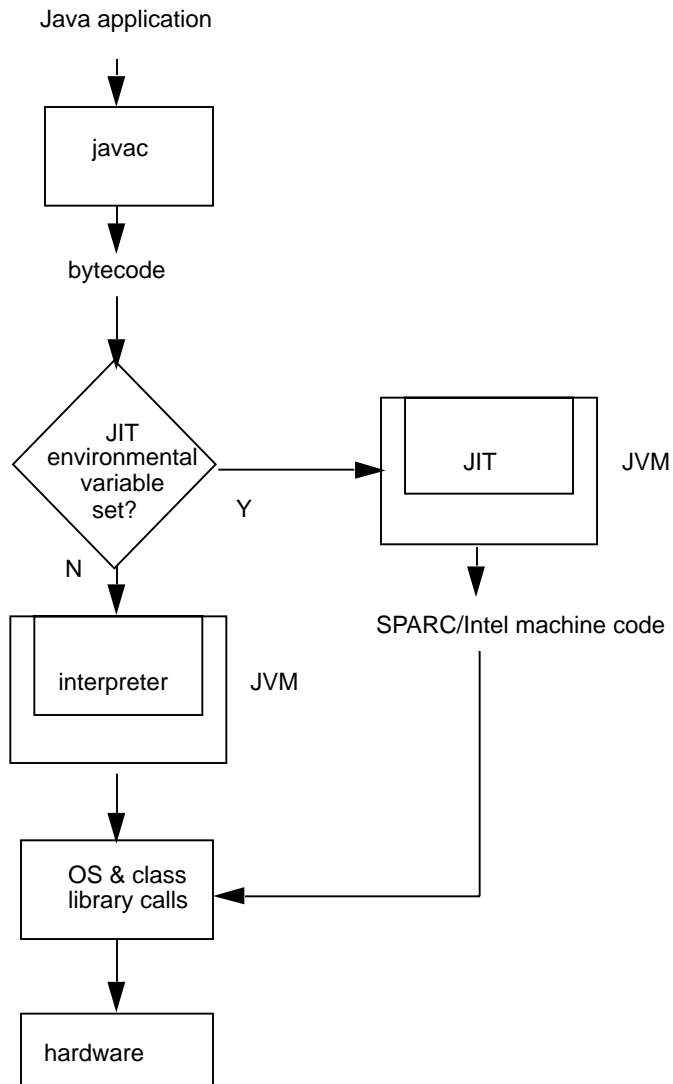 Java application
javac
bytecode
JIT
environmental
variable
set?
Y
N
JIT
JVM
SPARC/Intel machine code
interpreter
JVM
OS & class
library calls
hardware